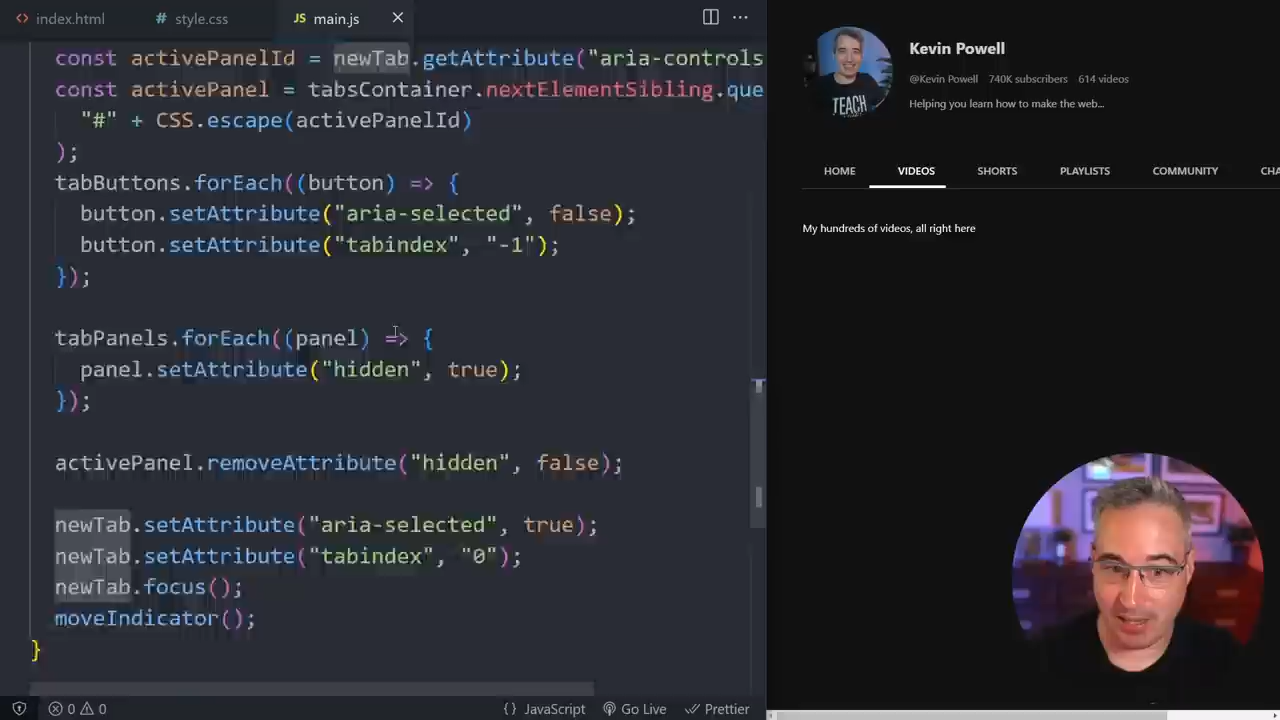 index.html
style.css
JS main.js
const activePanelId = newTab.getAttribute("aria-controls
const activePanel = tabsContainer.nextElementSibling.que
"#" + CSS.escape(activePanelId)
);
tabButtons.forEach((button) => {
button.setAttribute("aria-selected", false);
button.setAttribute("tabindex", "-1");
});
tabPanels.forEach((panel) => {
panel.setAttribute("hidden", true);
});
activePanel.removeAttribute("hidden", false);
newTab.setAttribute("aria-selected", true);
newTab.setAttribute("tabindex", "0");
newTab.focus();
moveIndicator();
}
0 0
{} JavaScript
Go Live
Prettier
Kevin Powell
@Kevin Powell 740K subscribers 614 videos
Helping you learn how to make the web...
TEACH
HOME VIDEOS SHORTS PLAYLISTS COMMUNITY CHA
My hundreds of videos, all right here